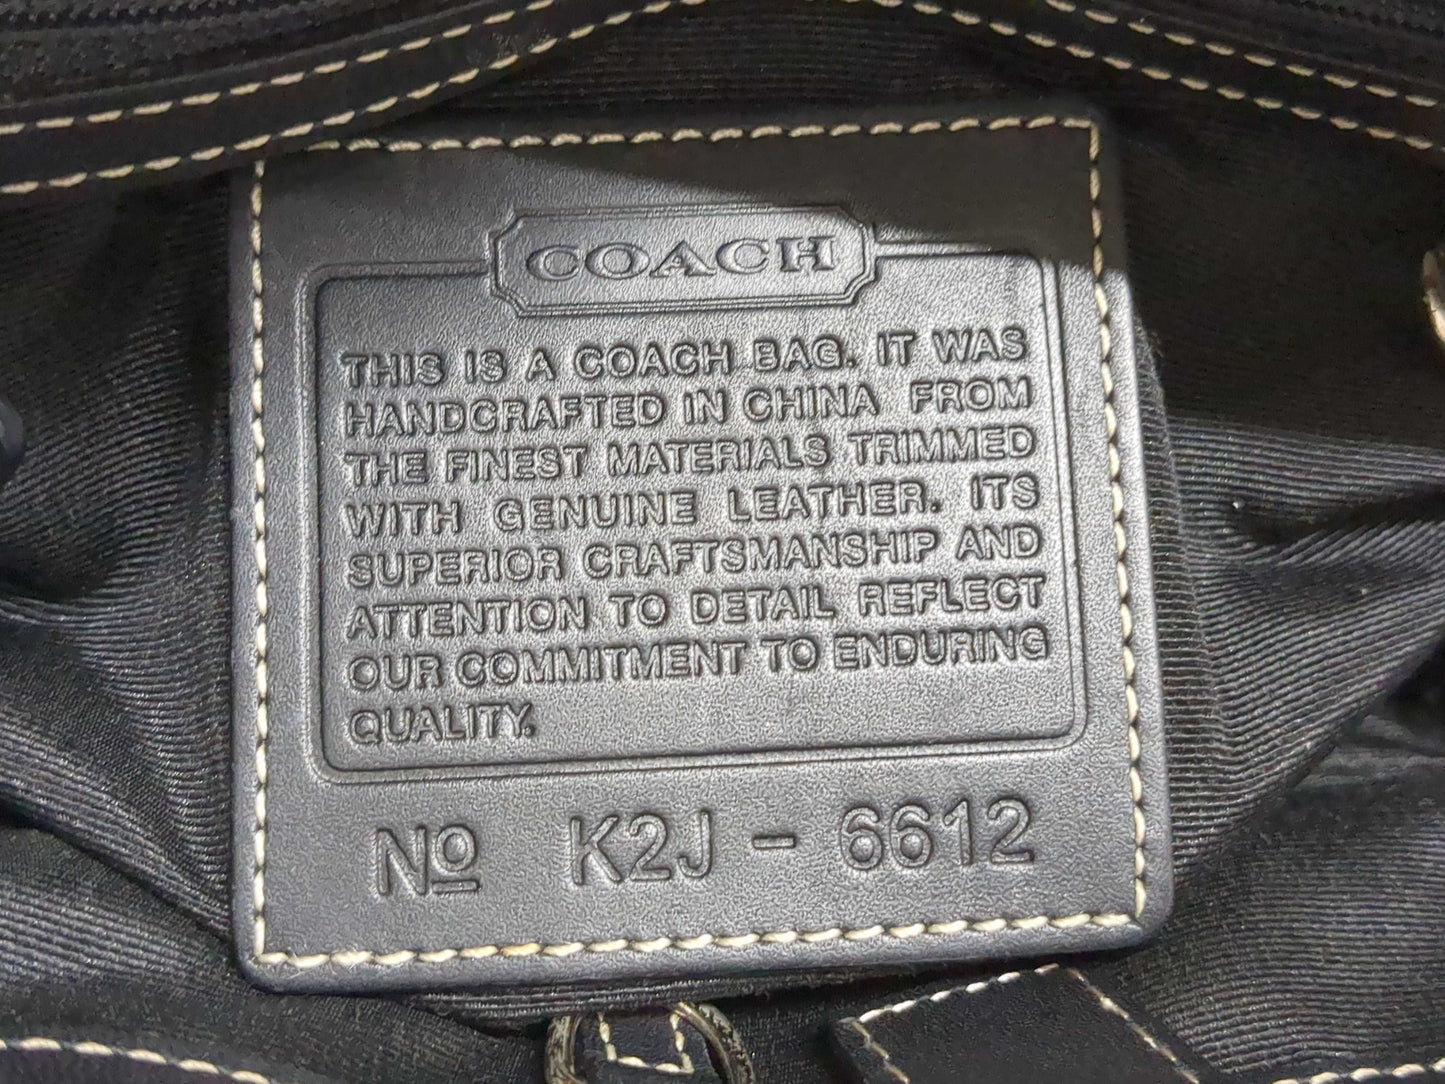 COACH
THIS IS A COACH BAG. IT WAS
HANDCRAFTED IN CHINA FROM
THE FINEST MATERIALS TRIMMED
WITH GENUINE LEATHER. ITS
SUPERIOR CRAFTSMANSHIP AND
ATTENTION TO DETAIL REFLECT
OUR COMMITMENT TO ENDURING
QUALITY.
Nº K2J - 6612